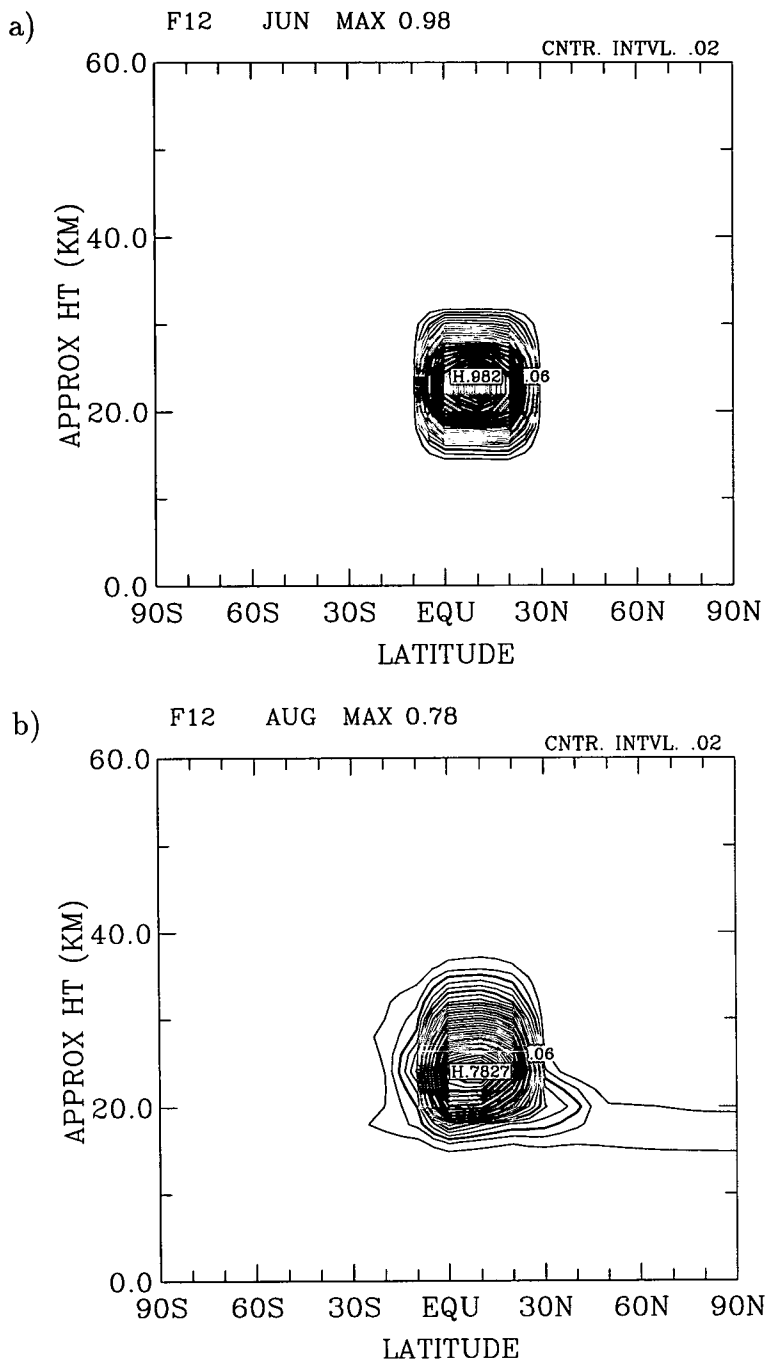 a)
F12 JUN MAX 0.98
CNTR. INTVL. .02
60.0
40.0
20.0
0.0
APPROX HT (KM)
H.982
.06
90S 60S 30S EQU 30N 60N 90N
LATITUDE
b)
F12 AUG MAX 0.78
CNTR. INTVL. .02
60.0
40.0
20.0
0.0
APPROX HT (KM)
.06
H.7827
90S 60S 30S EQU 30N 60N 90N
LATITUDE